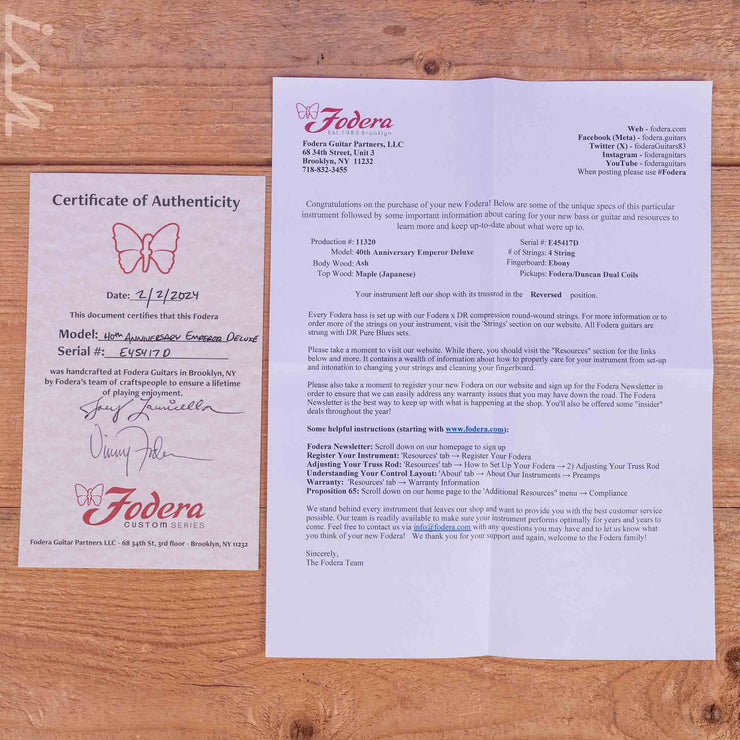 ish
Certificate of Authenticity
Date: 2/2/2024
This document certifies that this Fodera
Model: 40th Anniversary Emperor Deluxe
Serial #: E45417D
was handcrafted at Fodera Guitars in Brooklyn, NY
by Fodera's team of craftspeople to ensure a lifetime
of playing enjoyment.
Joey Lauricella
Vinny Fodera
Fodera
CUSTOM SERIES
Fodera Guitar Partners LLC - 68 34th St, 3rd floor - Brooklyn, NY 11232
Fodera
Est. 1983 Brooklyn
Fodera Guitar Partners, LLC
68 34th Street, Unit 3
Brooklyn, NY 11232
718-832-3455
Web - fodera.com
Facebook (Meta) - fodera.guitars
Twitter (X) - foderaGuitars83
Instagram - foderaguitars
YouTube - foderaguitars
When posting please use #Fodera
Congratulations on the purchase of your new Fodera! Below are some of the unique specs of this particular
instrument followed by some important information about caring for your new bass or guitar and resources to
learn more and keep up-to-date about what were up to.
Production #: 11320
Model: 40th Anniversary Emperor Deluxe
Body Wood: Ash
Top Wood: Maple (Japanese)
Serial #: E45417D
# of Strings: 4 String
Fingerboard: Ebony
Pickups: Fodera/Duncan Dual Coils
Your instrument left our shop with its trussrod in the Reversed position.
Every Fodera bass is set up with our Fodera x DR compression round-wound strings. For more information or to
order more of the strings on your instrument, visit the 'Strings' section on our website. All Fodera guitars are
strung with DR Pure Blues sets.
Please take a moment to visit our website. While there, you should visit the "Resources" section for the links
below and more. It contains a wealth of information about how to properly care for your instrument from set-up
and intonation to changing your strings and cleaning your fingerboard.
Please also take a moment to register your new Fodera on our website and sign up for the Fodera Newsletter in
order to ensure that we can easily address any warranty issues that you may have down the road. The Fodera
Newsletter is the best way to keep up with what is happening at the shop. You'll also be offered some "insider"
deals throughout the year!
Some helpful instructions (starting with www.fodera.com):
Fodera Newsletter: Scroll down on our homepage to sign up
Register Your Instrument: 'Resources' tab → Register Your Fodera
Adjusting Your Truss Rod: 'Resources' tab → How to Set Up Your Fodera → 2) Adjusting Your Truss Rod
Understanding Your Control Layout: 'About' tab → About Our Instruments → Preamps
Warranty: 'Resources' tab → Warranty Information
Proposition 65: Scroll down on our home page to the 'Additional Resources" menu → Compliance
We stand behind every instrument that leaves our shop and want to provide you with the best customer service
possible. Our team is readily available to make sure your instrument performs optimally for years and years to
come. Feel free to contact us via info@fodera.com with any questions you may have and to let us know what
you think of your new Fodera! We thank you for your support and again, welcome to the Fodera family!
Sincerely,
The Fodera Team